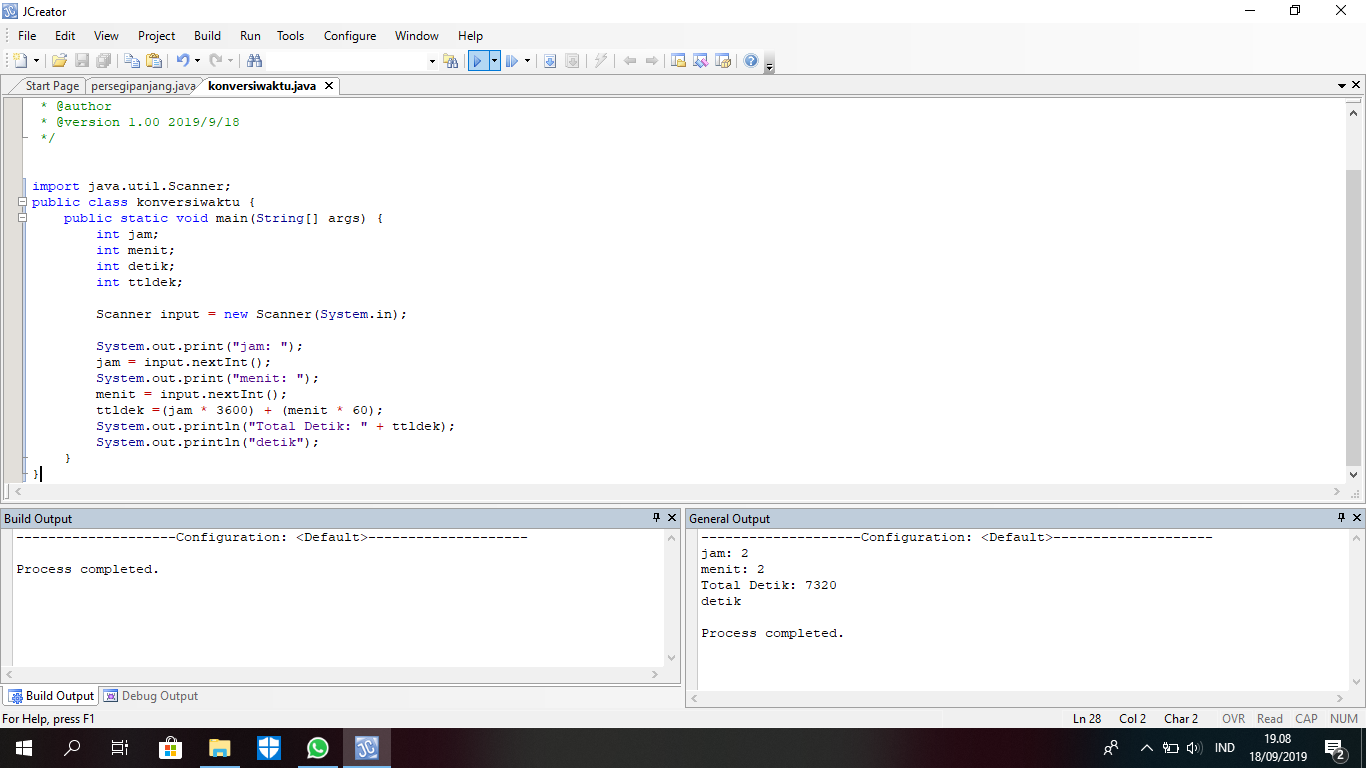 JCreator
File Edit View Project Build Run Tools Configure Window Help
Start Page persegipanjang.java konversiwaktu.java
* @author
* @version 1.00 2019/9/18
*/
import java.util.Scanner;
public class konversiwaktu {
public static void main(String[] args) {
int jam;
int menit;
int detik;
int ttldek;
Scanner input = new Scanner(System.in);
System.out.print("jam: ");
jam = input.nextInt();
System.out.print("menit: ");
menit = input.nextInt();
ttldek =(jam * 3600) + (menit * 60);
System.out.println("Total Detik: " + ttldek);
System.out.println("detik");
}
}
Build Output
--------------------Configuration: <Default>--------------------
Process completed.
Build Output Debug Output
General Output
--------------------Configuration: <Default>--------------------
jam: 2
menit: 2
Total Detik: 7320
detik
Process completed.
For Help, press F1
Ln 28 Col 2 Char 2 OVR Read CAP NUM
IND
19.08
18/09/2019
2